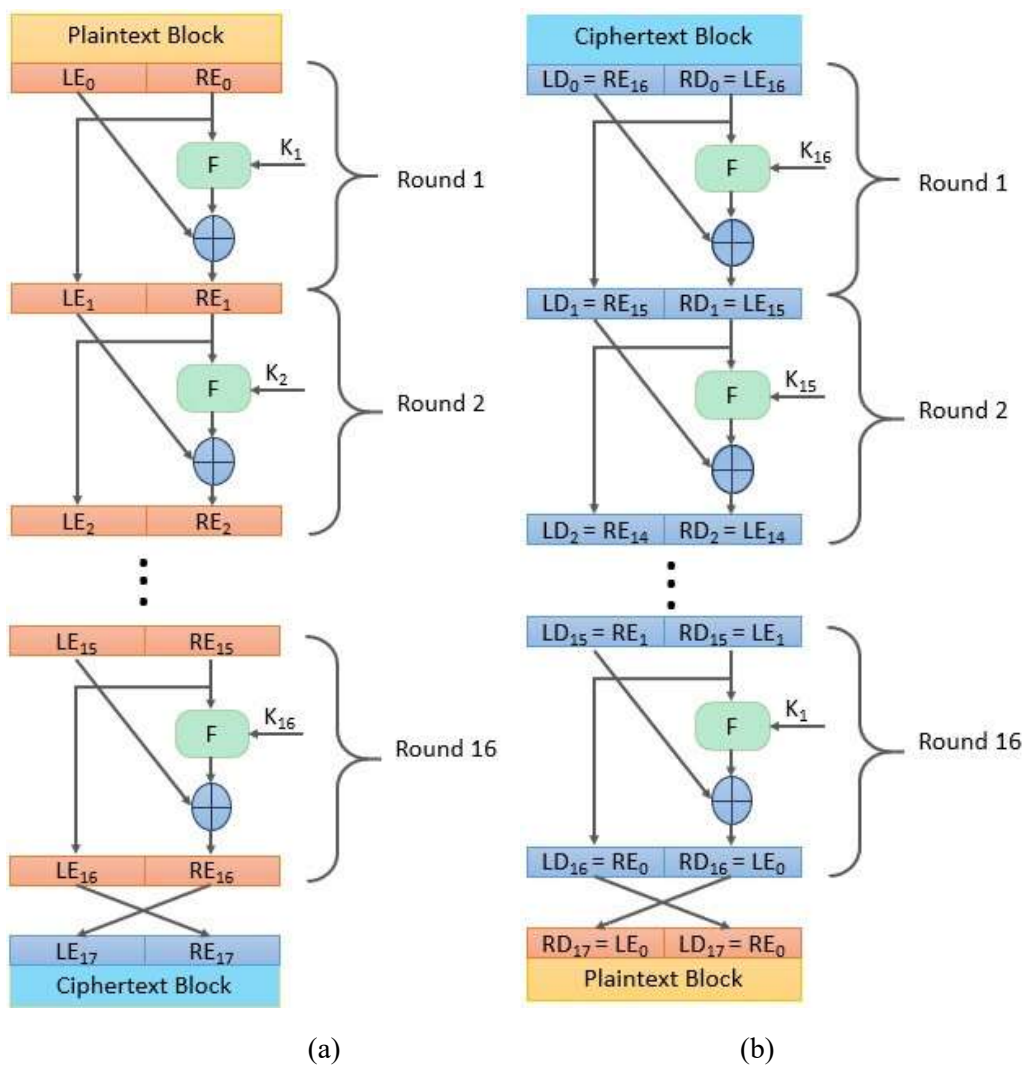 Plaintext Block
LE₀ RE₀
K₁
F
Round 1
LE₁ RE₁
K₂
F
Round 2
LE₂ RE₂
LE₁₅ RE₁₅
K₁₆
F
Round 16
LE₁₆ RE₁₆
LE₁₇ RE₁₇
Ciphertext Block
(a)
Ciphertext Block
LD₀ = RE₁₆ RD₀ = LE₁₆
K₁₆
F
Round 1
LD₁ = RE₁₅ RD₁ = LE₁₅
K₁₅
F
Round 2
LD₂ = RE₁₄ RD₂ = LE₁₄
LD₁₅ = RE₁ RD₁₅ = LE₁
K₁
F
Round 16
LD₁₆ = RE₀ RD₁₆ = LE₀
RD₁₇ = LE₀ LD₁₇ = RE₀
Plaintext Block
(b)